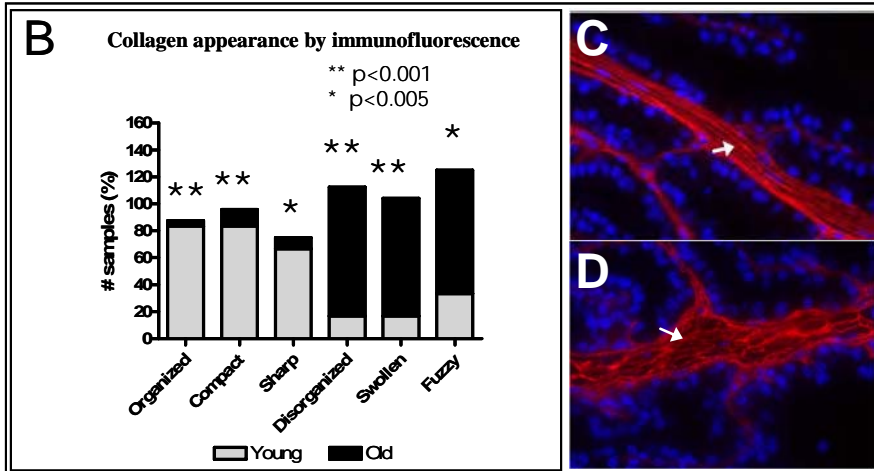 B
Collagen appearance by immunofluorescence
** p<0.001
* p<0.005
# samples (%)
160
140
120
100
80
60
40
20
0
**
**
*
**
**
*
Organized
Compact
Sharp
Disorganized
Swollen
Fuzzy
Young
Old
C
D